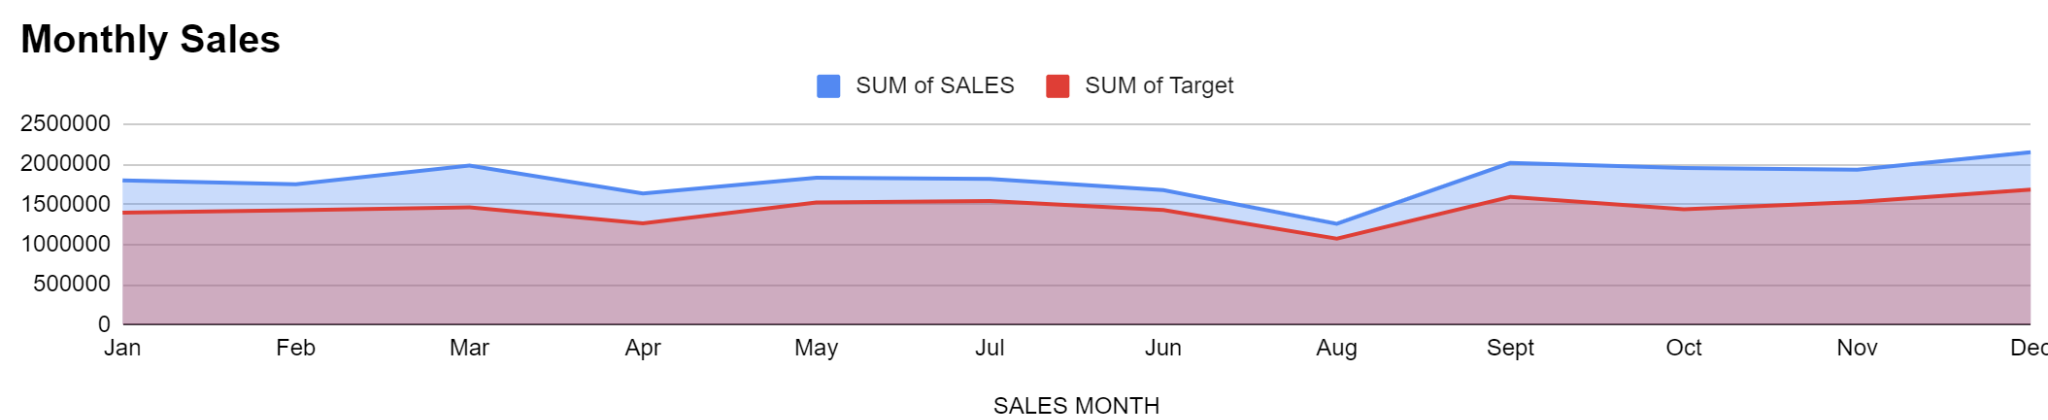 Monthly Sales
SUM of SALES SUM of Target
2500000
2000000
1500000
1000000
500000
0
Jan Feb Mar Apr May Jul Jun Aug Sept Oct Nov Dec
SALES MONTH